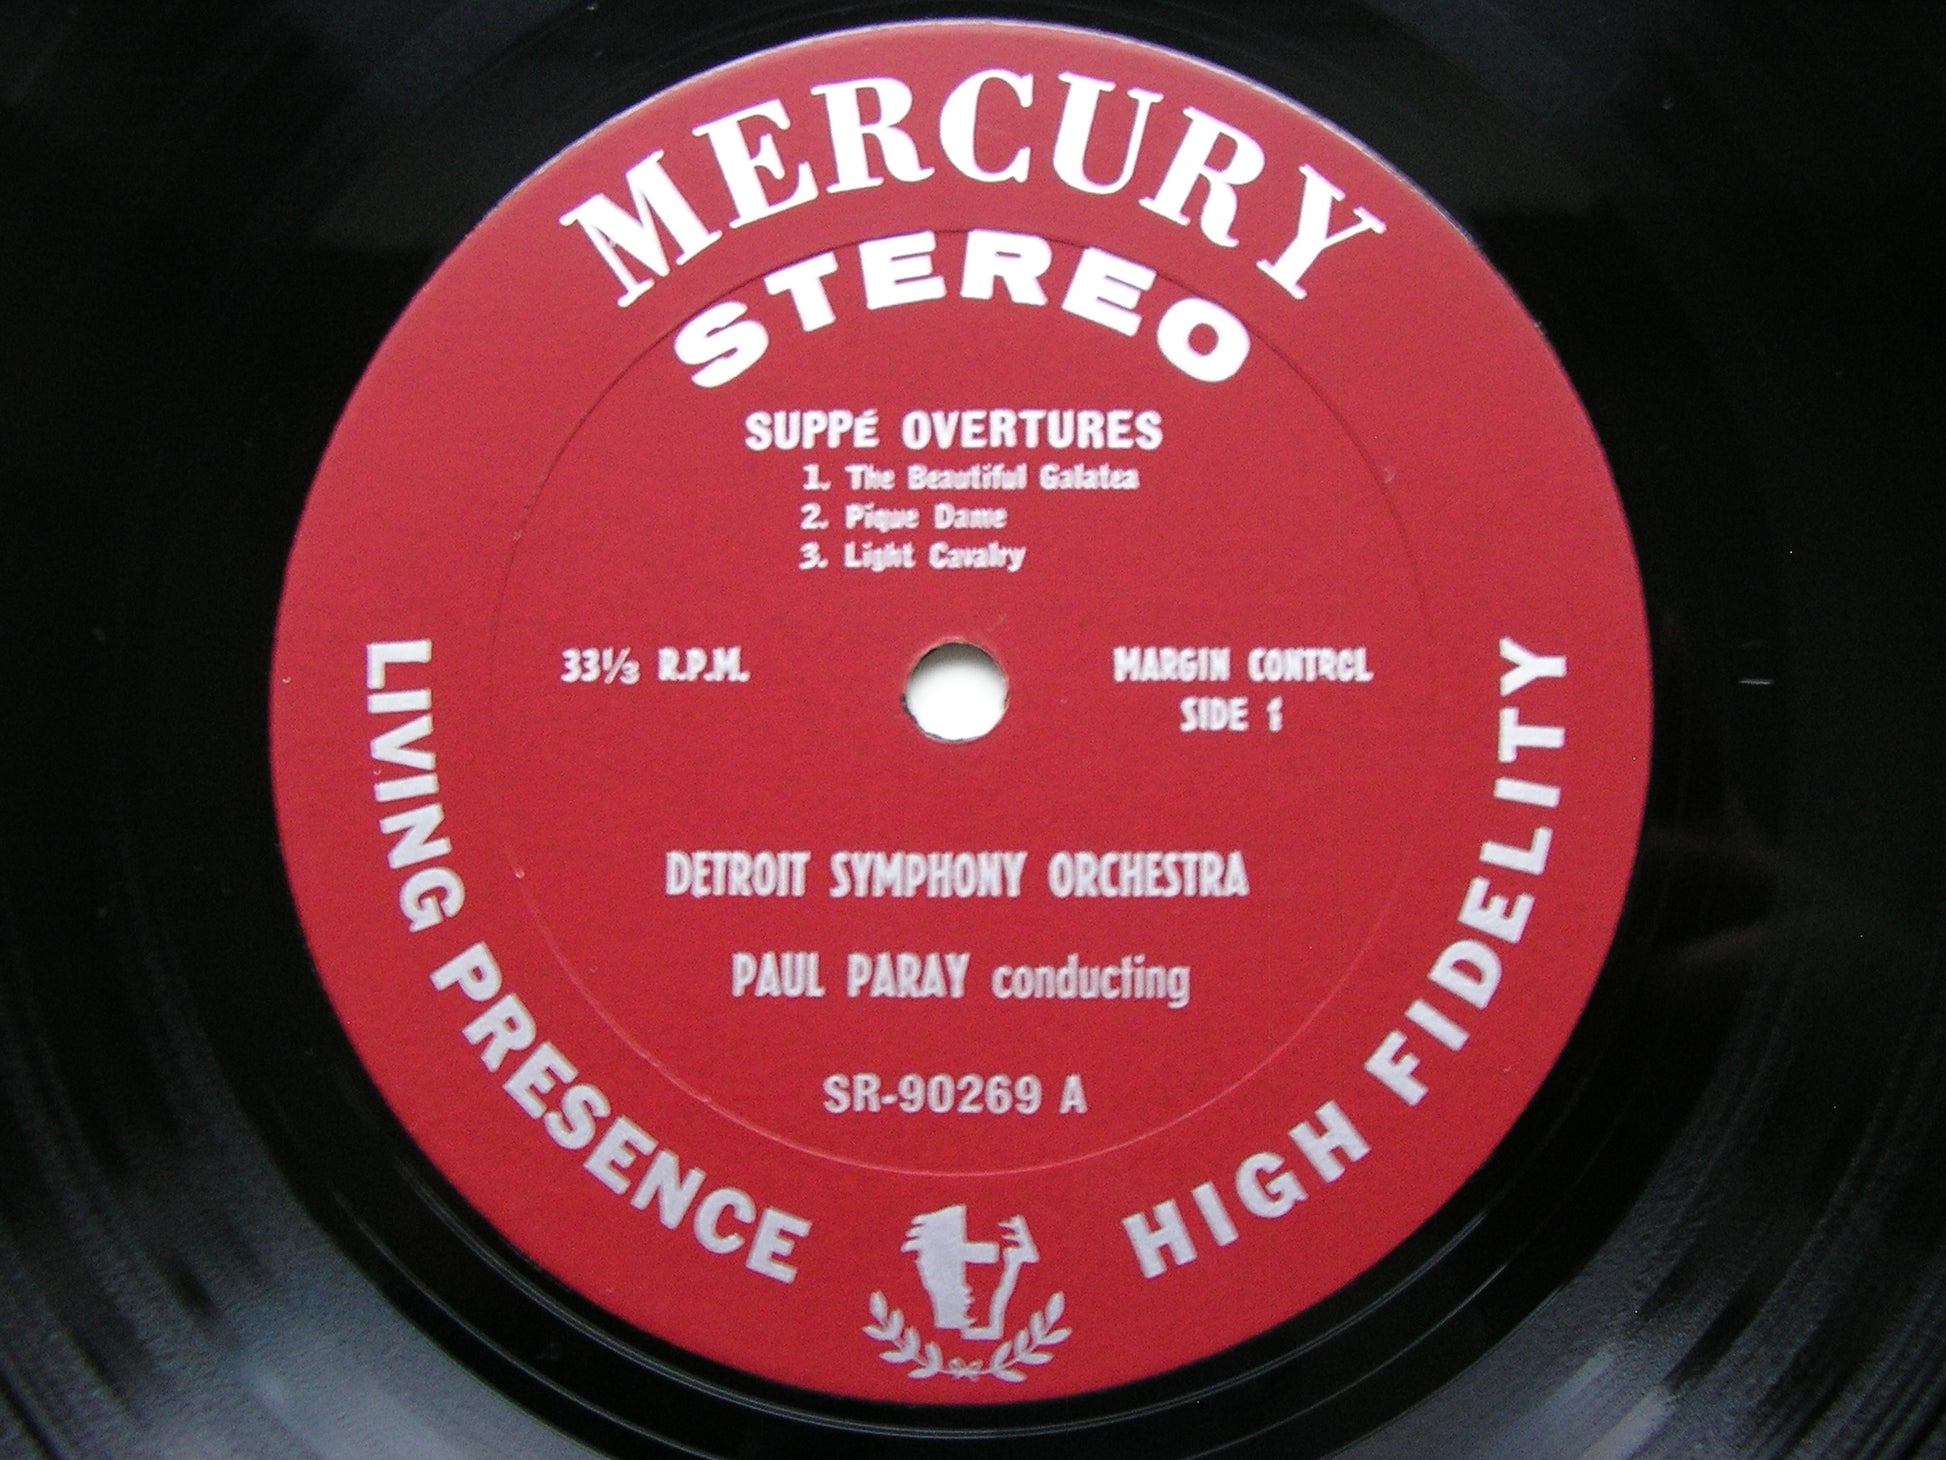 MERCURY
STEREO
SUPPÉ OVERTURES
1. The Beautiful Galatea
2. Pique Dame
3. Light Cavalry
33⅓ R.P.M.
MARGIN CONTROL
SIDE 1
DETROIT SYMPHONY ORCHESTRA
PAUL PARAY conducting
SR-90269 A
LIVING PRESENCE
HIGH FIDELITY